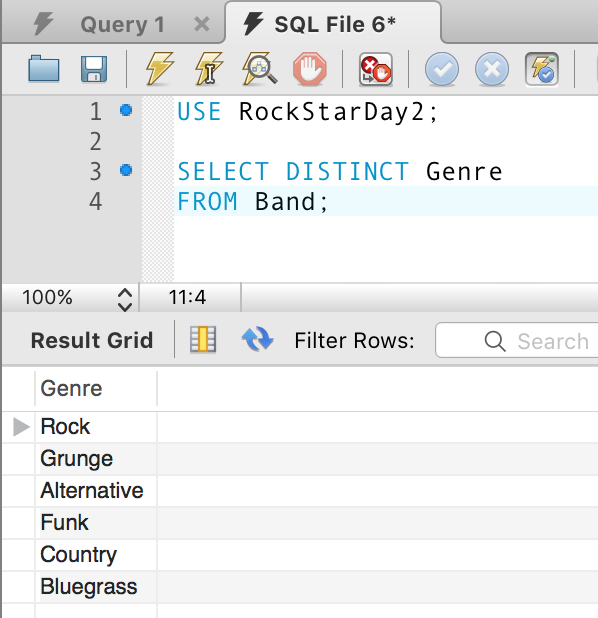 Query 1
SQL File 6*
1 USE RockStarDay2;
2
3 SELECT DISTINCT Genre
4 FROM Band;
100% 11:4
Result Grid Filter Rows: Search
Genre
Rock
Grunge
Alternative
Funk
Country
Bluegrass